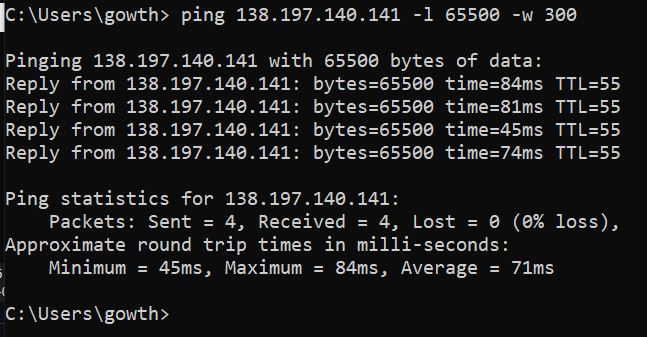 C:\Users\gowth> ping 138.197.140.141 -l 65500 -w 300
Pinging 138.197.140.141 with 65500 bytes of data:
Reply from 138.197.140.141: bytes=65500 time=84ms TTL=55
Reply from 138.197.140.141: bytes=65500 time=81ms TTL=55
Reply from 138.197.140.141: bytes=65500 time=45ms TTL=55
Reply from 138.197.140.141: bytes=65500 time=74ms TTL=55
Ping statistics for 138.197.140.141:
    Packets: Sent = 4, Received = 4, Lost = 0 (0% loss),
Approximate round trip times in milli-seconds:
    Minimum = 45ms, Maximum = 84ms, Average = 71ms
C:\Users\gowth>